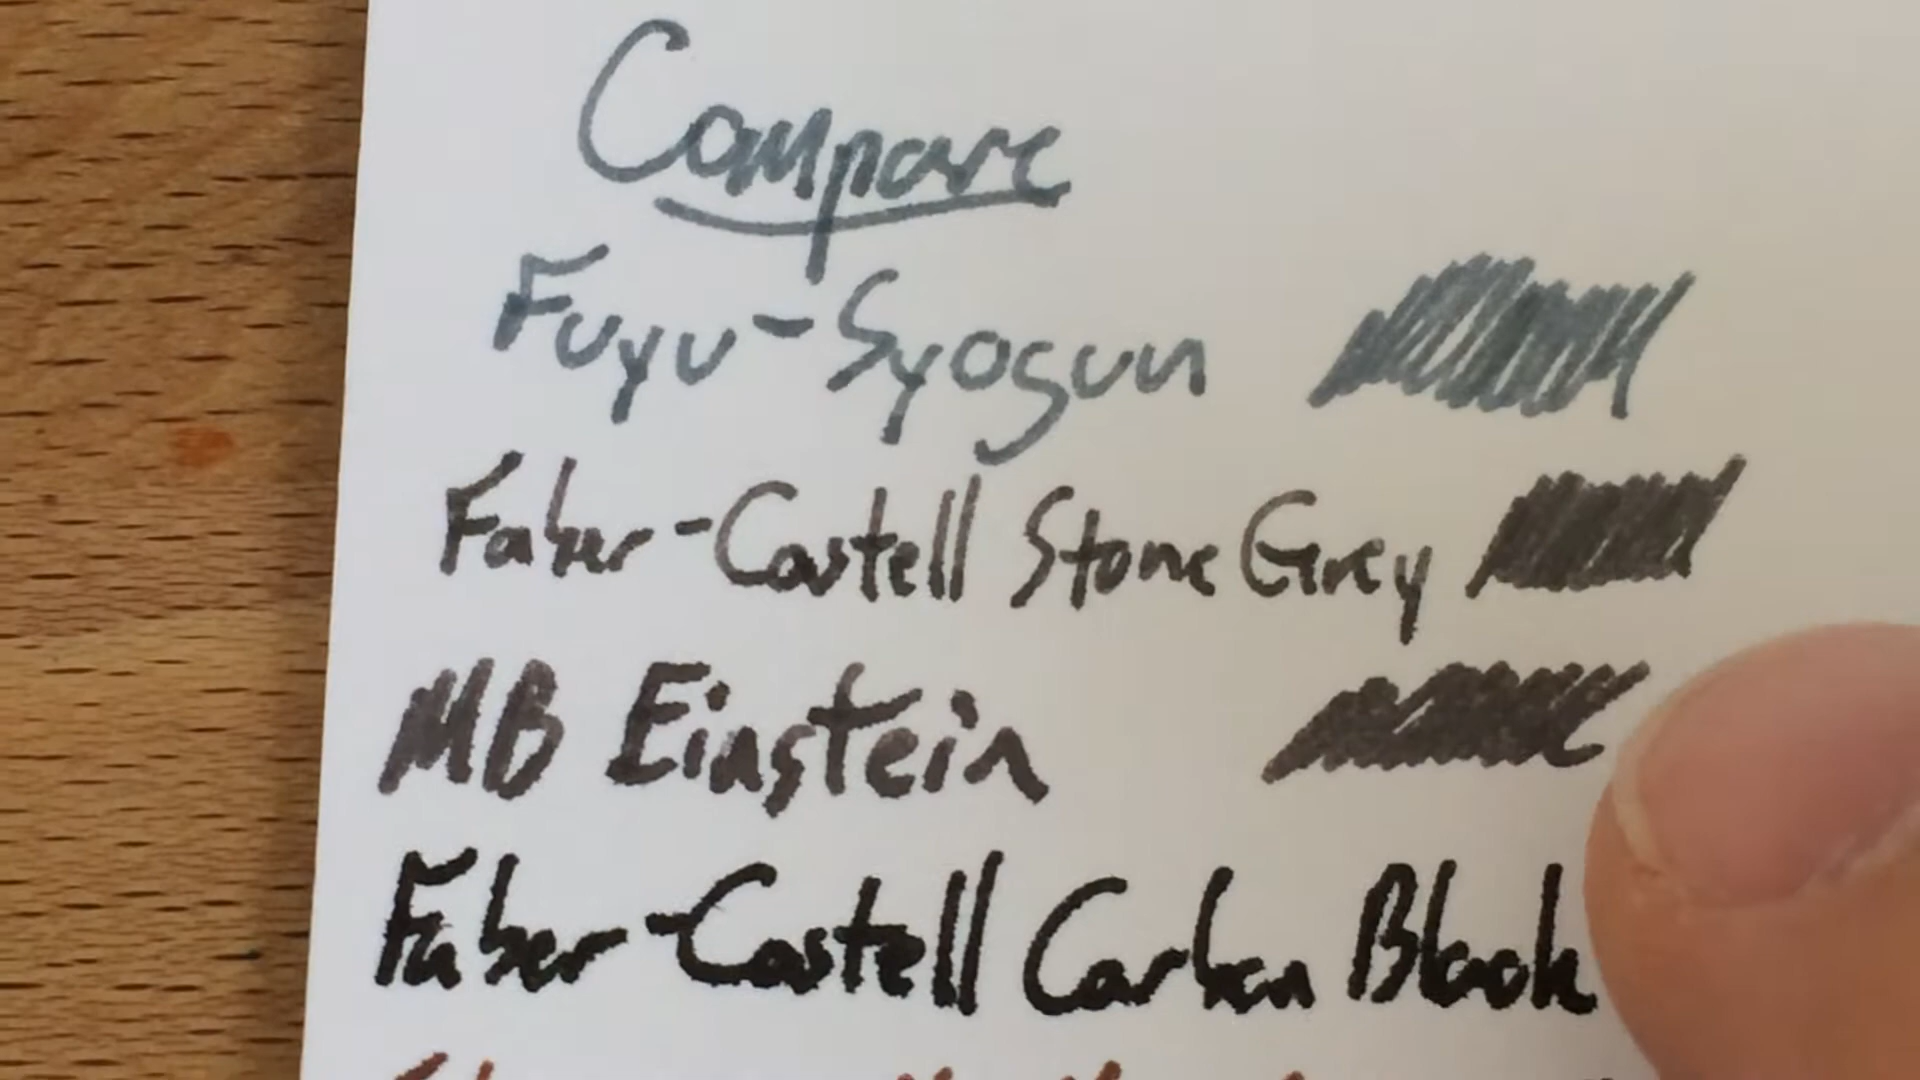 Compare
Fuyu-Syogun
Faber-Castell Stone Grey
MB Einstein
Faber-Castell Carbon Black